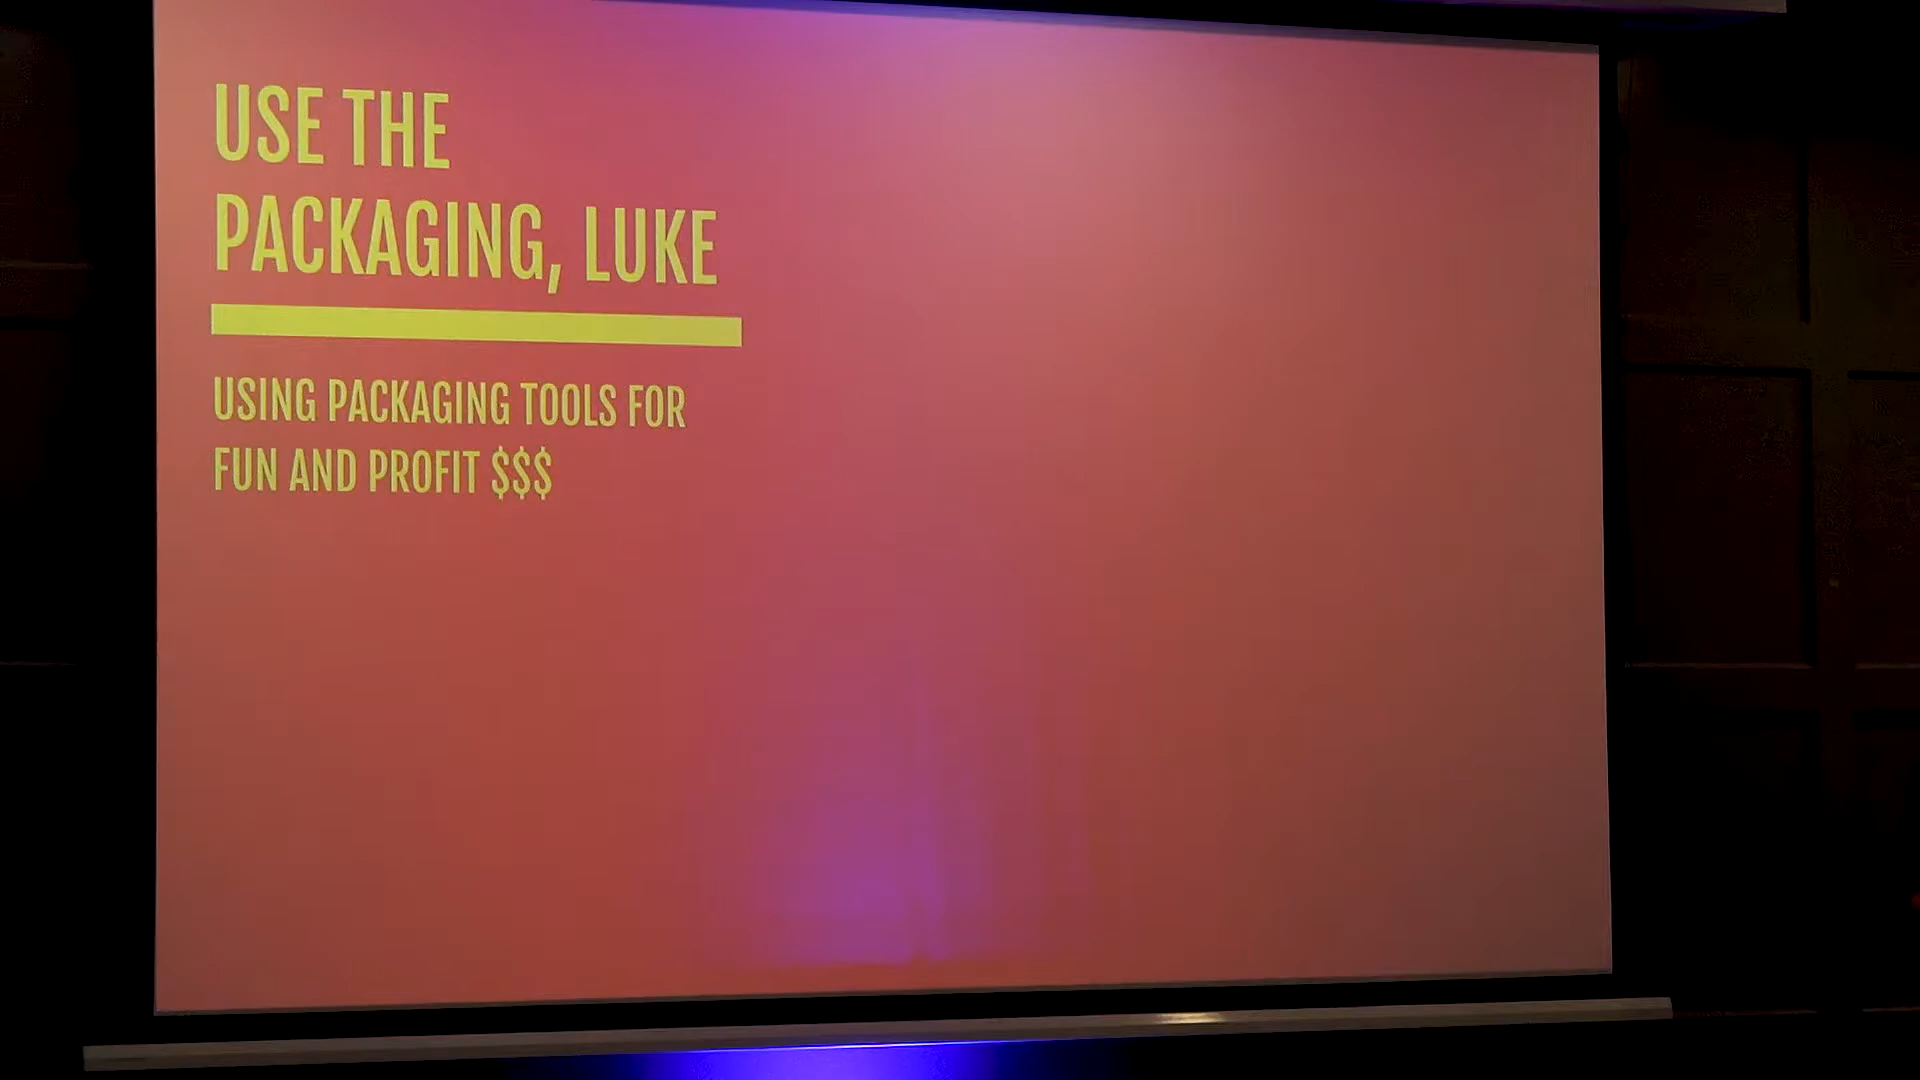 USE THE
PACKAGING, LUKE
USING PACKAGING TOOLS FOR
FUN AND PROFIT $$$